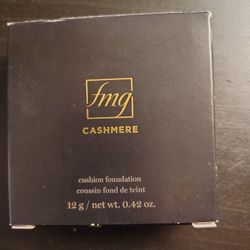 fmg
CASHMERE
cushion foundation
coussin fond de teint
12 g / net wt. 0.42 oz.